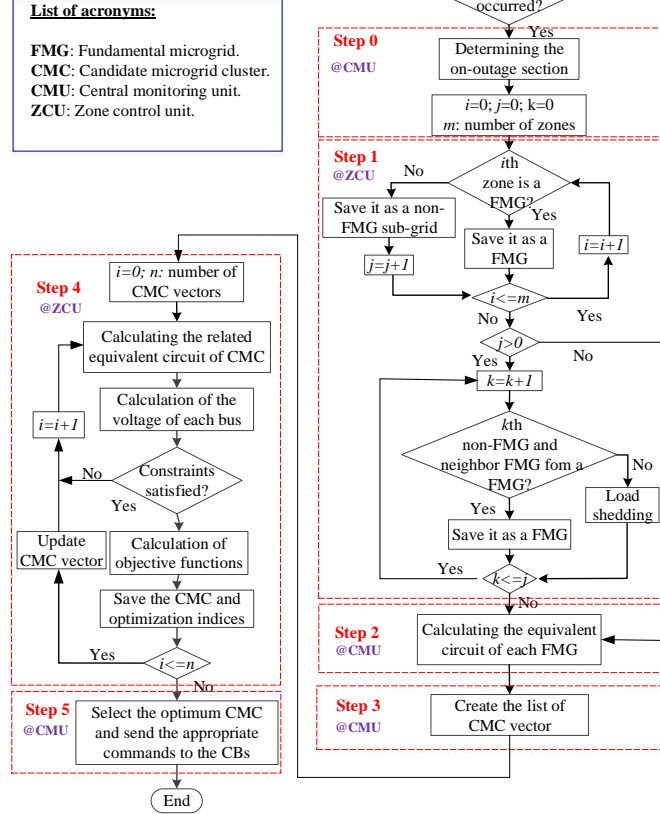 List of acronyms:
FMG: Fundamental microgrid.
CMC: Candidate microgrid cluster.
CMU: Central monitoring unit.
ZCU: Zone control unit.
occurred?
Yes
Step 0
@CMU
Determining the
on-outage section
i=0; j=0; k=0
m: number of zones
Step 1
@ZCU
ith
zone is a
FMG?
No
Yes
Save it as a non-
FMG sub-grid
Save it as a
FMG
i=i+1
j=j+1
i<=m
No
Yes
j>0
Yes
No
k=k+1
kth
non-FMG and
neighbor FMG fom a
FMG?
No
Yes
Load
shedding
Save it as a FMG
Yes
k<=j
No
Step 2
@CMU
Calculating the equivalent
circuit of each FMG
Step 3
@CMU
Create the list of
CMC vector
Step 4
@ZCU
i=0; n: number of
CMC vectors
Calculating the related
equivalent circuit of CMC
Calculation of the
voltage of each bus
i=i+1
Constraints
satisfied?
No
Yes
Update
CMC vector
Calculation of
objective functions
Save the CMC and
optimization indices
Yes
i<=n
No
Step 5
@CMU
Select the optimum CMC
and send the appropriate
commands to the CBs
End